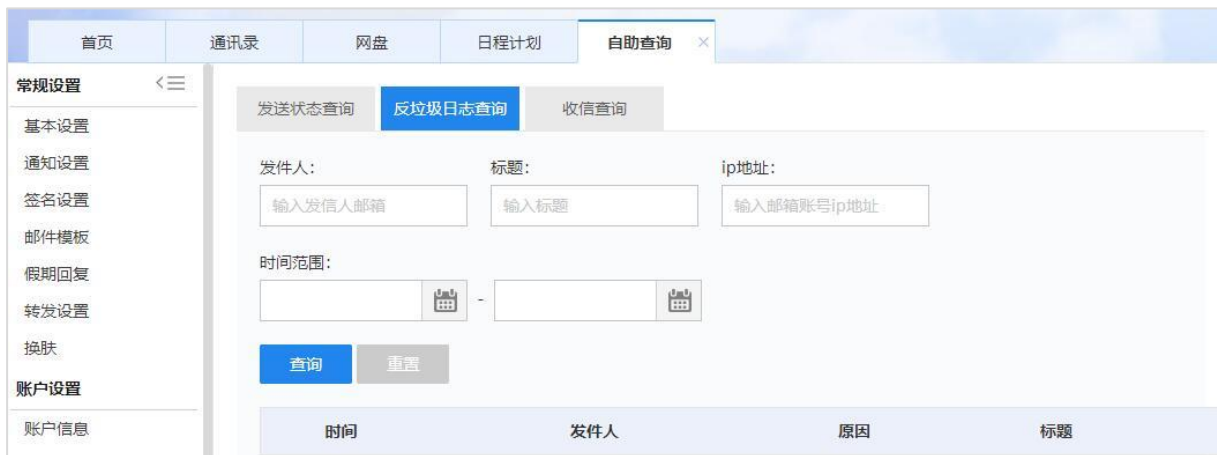 首页 通讯录 网盘 日程计划 自助查询 ×
常规设置
基本设置
通知设置
签名设置
邮件模板
假期回复
转发设置
换肤
账户设置
账户信息
发送状态查询 反垃圾日志查询 收信查询
发件人: 标题: ip地址:
输入发信人邮箱 输入标题 输入邮箱账号ip地址
时间范围:
-
查询 重置
时间 发件人 原因 标题